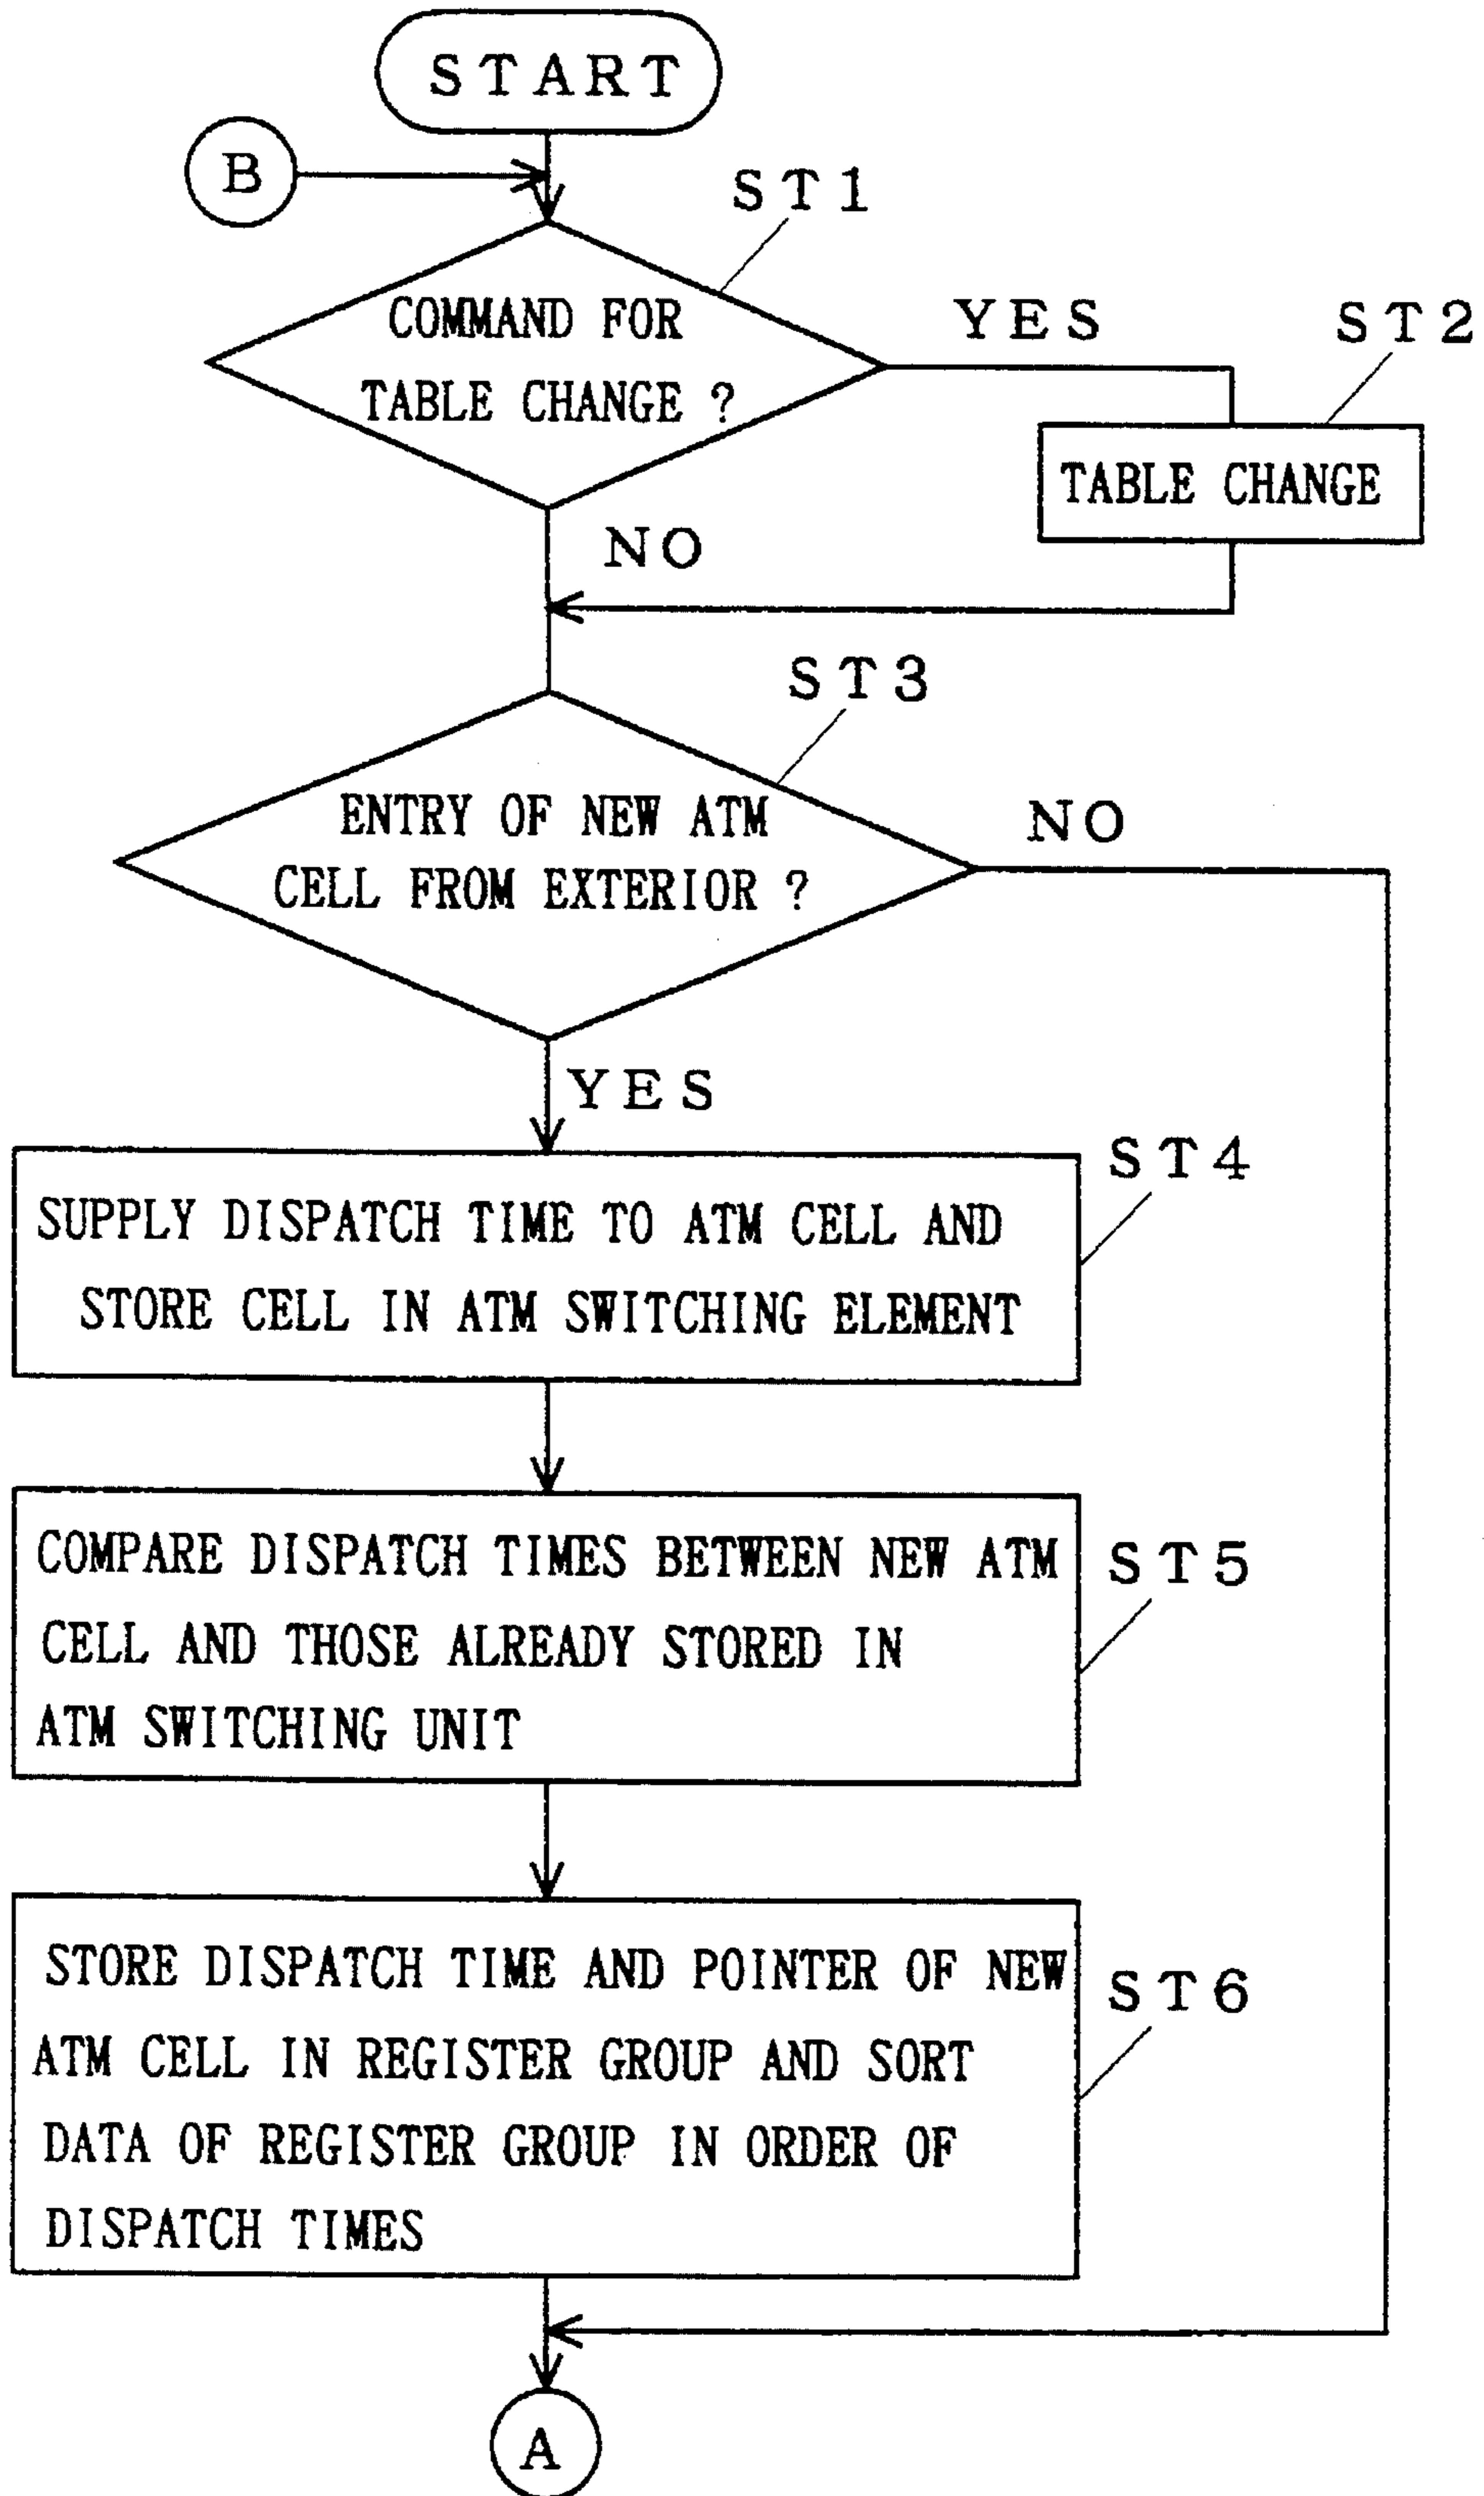 START
B
ST1
COMMAND FOR
TABLE CHANGE ?
YES
ST2
TABLE CHANGE
NO
ST3
ENTRY OF NEW ATM
CELL FROM EXTERIOR ?
NO
YES
ST4
SUPPLY DISPATCH TIME TO ATM CELL AND
STORE CELL IN ATM SWITCHING ELEMENT
COMPARE DISPATCH TIMES BETWEEN NEW ATM
CELL AND THOSE ALREADY STORED IN
ATM SWITCHING UNIT
ST5
STORE DISPATCH TIME AND POINTER OF NEW
ATM CELL IN REGISTER GROUP AND SORT
DATA OF REGISTER GROUP IN ORDER OF
DISPATCH TIMES
ST6
A